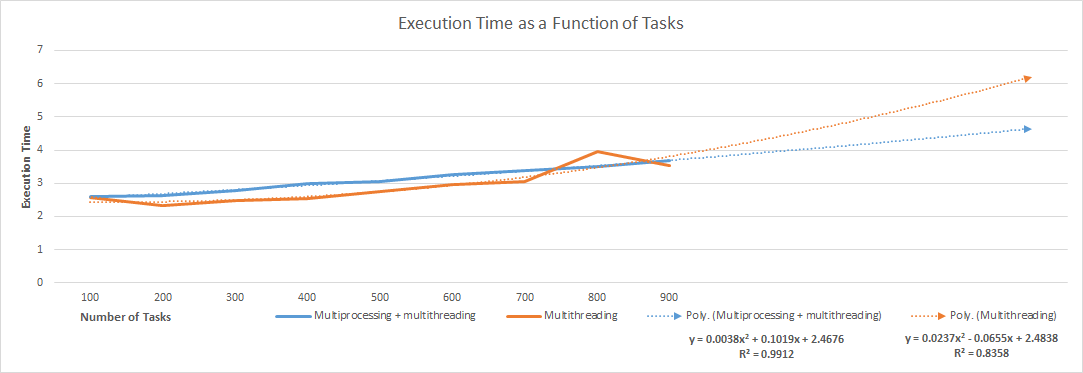 Execution Time as a Function of Tasks
7
6
5
4
3
2
1
0
Execution Time
100 200 300 400 500 600 700 800 900
Number of Tasks
Multiprocessing + multithreading Multithreading Poly. (Multiprocessing + multithreading) Poly. (Multithreading)
y = 0.0038x² + 0.1019x + 2.4676 y = 0.0237x² - 0.0655x + 2.4838
R² = 0.9912 R² = 0.8358